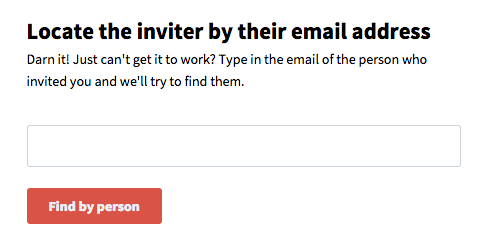 Locate the inviter by their email address
Darn it! Just can't get it to work? Type in the email of the person who
invited you and we'll try to find them.
Find by person